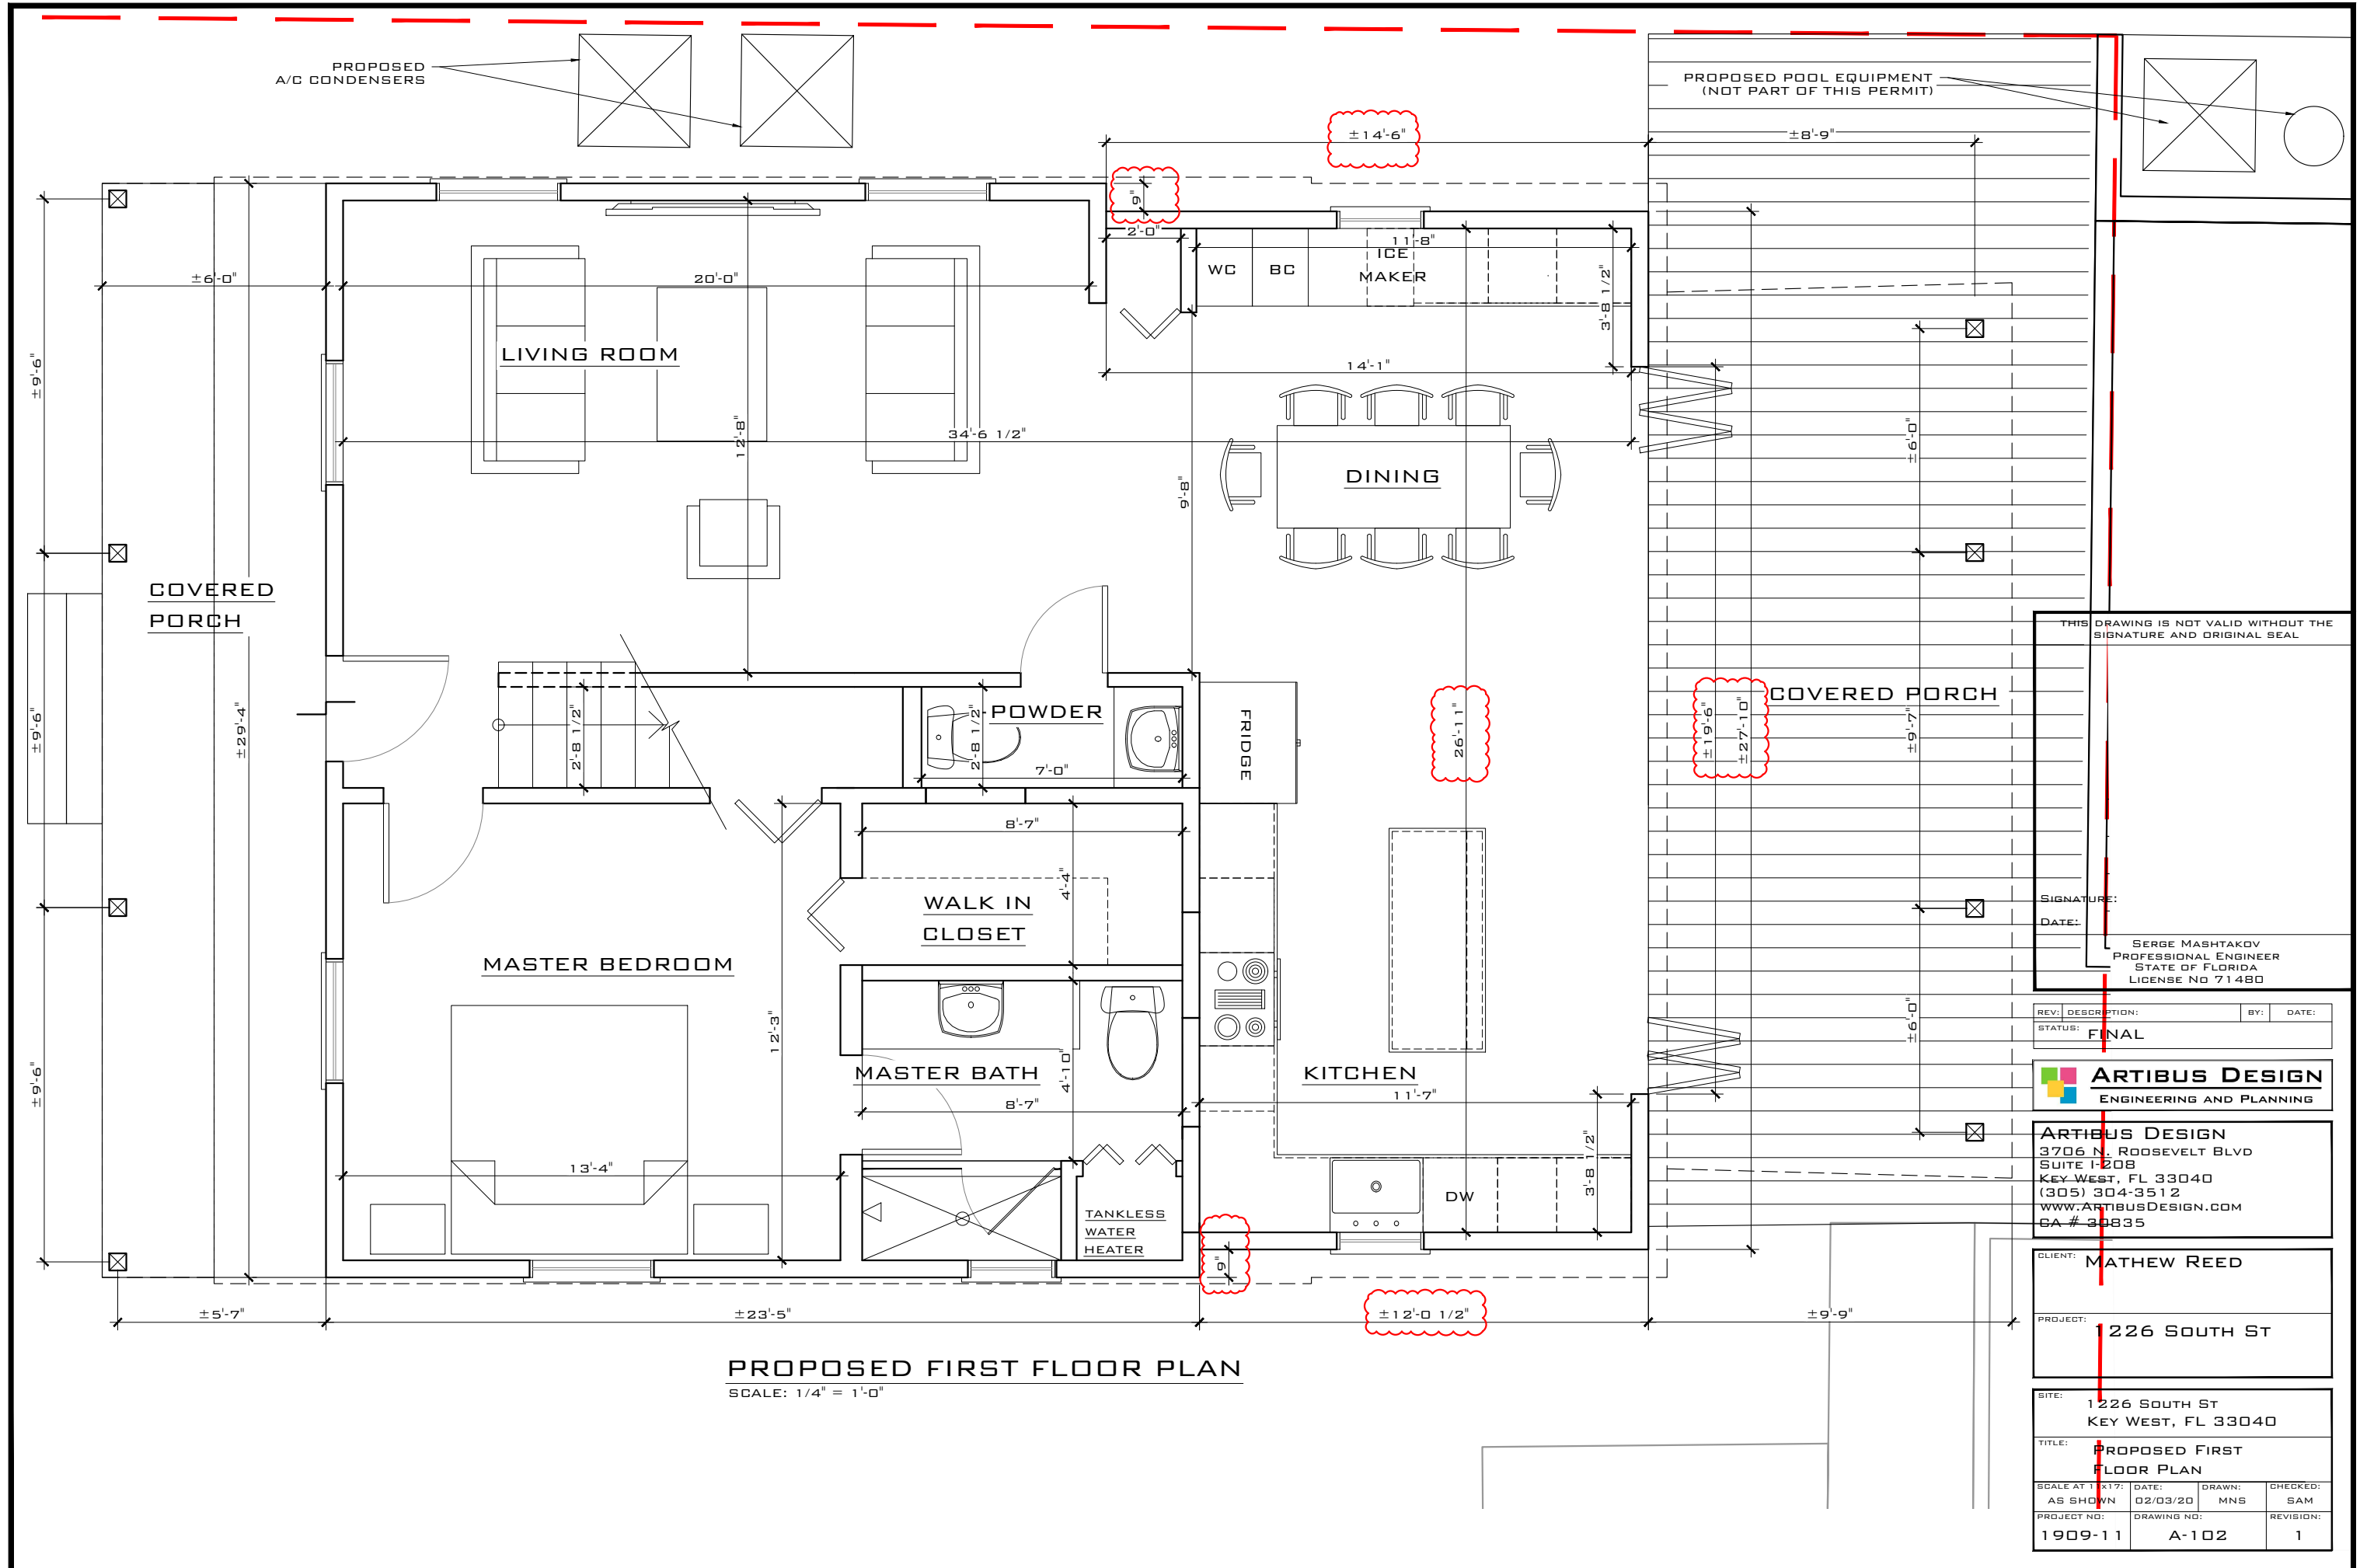 PROPOSED
A/C CONDENSERS
PROPOSED POOL EQUIPMENT
(NOT PART OF THIS PERMIT)
±14'-6"
±8'-9"
9"
2'-0"
11'-8"
WC
BC
ICE
MAKER
±6'-0"
20'-0"
3'-8 1/2"
LIVING ROOM
14'-1"
±9'-6"
12'-8"
34'-6 1/2"
±6'-0"
DINING
9'-8"
COVERED
PORCH
THIS DRAWING IS NOT VALID WITHOUT THE
SIGNATURE AND ORIGINAL SEAL
±9'-6"
±29'-4"
2'-8 1/2"
2'-8 1/2"
POWDER
7'-0"
FRIDGE
26'-11"
±19'-6"
±27'-10"
COVERED PORCH
±9'-7"
8'-7"
4'-4"
WALK IN
CLOSET
SIGNATURE:
DATE:
SERGE MASHTAKOV
PROFESSIONAL ENGINEER
STATE OF FLORIDA
LICENSE NO 71480
MASTER BEDROOM
±9'-6"
12'-3"
4'-10"
MASTER BATH
8'-7"
KITCHEN
11'-7"
±6'-0"
REV: DESCRIPTION: BY: DATE:
STATUS: FINAL
ARTIBUS DESIGN
ENGINEERING AND PLANNING
ARTIBUS DESIGN
3706 N. ROOSEVELT BLVD
SUITE I-208
KEY WEST, FL 33040
(305) 304-3512
WWW.ARTIBUSDESIGN.COM
CA # 30835
13'-4"
3'-8 1/2"
DW
TANKLESS
WATER
HEATER
9"
CLIENT: MATHEW REED
±5'-7"
±23'-5"
±12'-0 1/2"
±9'-9"
PROJECT: 1226 SOUTH ST
PROPOSED FIRST FLOOR PLAN
SCALE: 1/4" = 1'-0"
SITE: 1226 SOUTH ST
KEY WEST, FL 33040
TITLE: PROPOSED FIRST
FLOOR PLAN
SCALE AT 11x17: DATE: DRAWN: CHECKED:
AS SHOWN 02/03/20 MNS SAM
PROJECT NO: DRAWING NO: REVISION:
1909-11 A-102 1